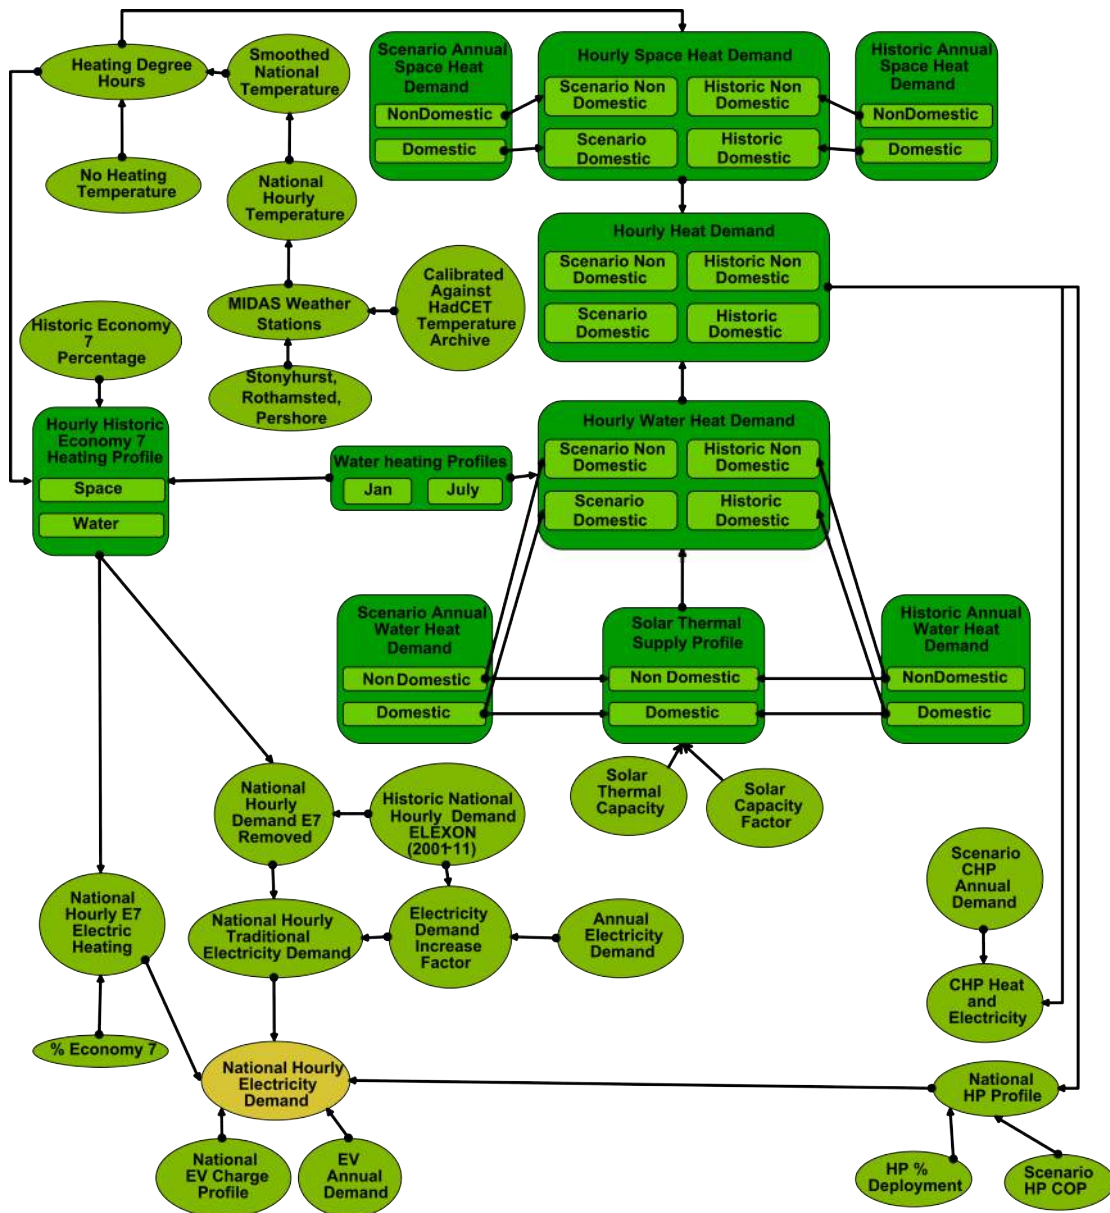 Heating Degree
Hours
Smoothed
National
Temperature
Scenario Annual
Space Heat
Demand
NonDomestic
Domestic
Hourly Space Heat Demand
Scenario Non
Domestic
Historic Non
Domestic
Scenario
Domestic
Historic
Domestic
Historic Annual
Space Heat
Demand
NonDomestic
Domestic
No Heating
Temperature
National
Hourly
Temperature
Hourly Heat Demand
Scenario Non
Domestic
Historic Non
Domestic
Scenario
Domestic
Historic
Domestic
MIDAS Weather
Stations
Calibrated
Against
HadCET
Temperature
Archive
Historic Economy
7
Percentage
Stonyhurst,
Rothamsted,
Pershore
Hourly Historic
Economy 7
Heating Profile
Space
Water
Water heating Profiles
Jan
July
Hourly Water Heat Demand
Scenario Non
Domestic
Historic Non
Domestic
Scenario
Domestic
Historic
Domestic
Scenario Annual
Water Heat
Demand
Non Domestic
Domestic
Solar Thermal
Supply Profile
Non Domestic
Domestic
Historic Annual
Water Heat
Demand
NonDomestic
Domestic
Solar
Thermal
Capacity
Solar
Capacity
Factor
National
Hourly
Demand E7
Removed
Historic National
Hourly Demand
ELEXON
(2001-11)
Scenario
CHP
Annual
Demand
National
Hourly E7
Electric
Heating
National Hourly
Traditional
Electricity Demand
Electricity
Demand
Increase
Factor
Annual
Electricity
Demand
CHP Heat
and
Electricity
% Economy 7
National Hourly
Electricity
Demand
National
HP Profile
National
EV Charge
Profile
EV
Annual
Demand
HP %
Deployment
Scenario
HP COP